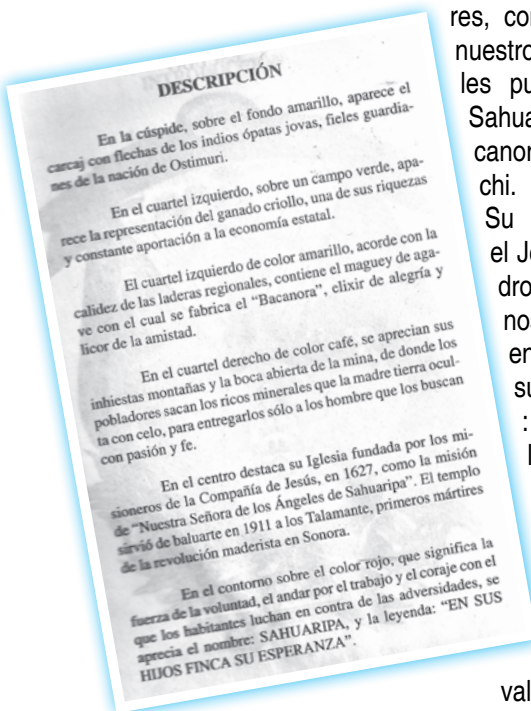 DESCRIPCIÓN
En la cúspide, sobre el fondo amarillo, aparece el
carcaj con flechas de los indios ópatas jovas, fieles guardia-
nes de la nación de Ostimuri.
En el cuartel izquierdo, sobre un campo verde, apa-
rece la representación del ganado criollo, una de sus riquezas
y constante aportación a la economía estatal.
El cuartel izquierdo de color amarillo, acorde con la
calidez de las laderas regionales, contiene el maguey de aga-
ve con el cual se fabrica el “Bacanora”, elixir de alegría y
licor de la amistad.
En el cuartel derecho de color café, se aprecian sus
inhiestas montañas y la boca abierta de la mina, de donde los
pobladores sacan los ricos minerales que la madre tierra ocul-
ta con celo, para entregarlos sólo a los hombre que los buscan
con pasión y fe.
En el centro destaca su Iglesia fundada por los mi-
sioneros de la Compañía de Jesús, en 1627, como la misión
de “Nuestra Señora de los Ángeles de Sahuaripa”. El templo
sirvió de baluarte en 1911 a los Talamante, primeros mártires
de la revolución maderista en Sonora.
En el contorno sobre el color rojo, que significa la
fuerza de la voluntad, el andar por el trabajo y el coraje con el
que los habitantes luchan en contra de las adversidades, se
aprecia el nombre: SAHUARIPA, y la leyenda: “EN SUS
HIJOS FINCA SU ESPERANZA”.
res, con
nuestro
les pu
Sahua
canor
chi.
Su
el Je
dro
no
en
su
:
val